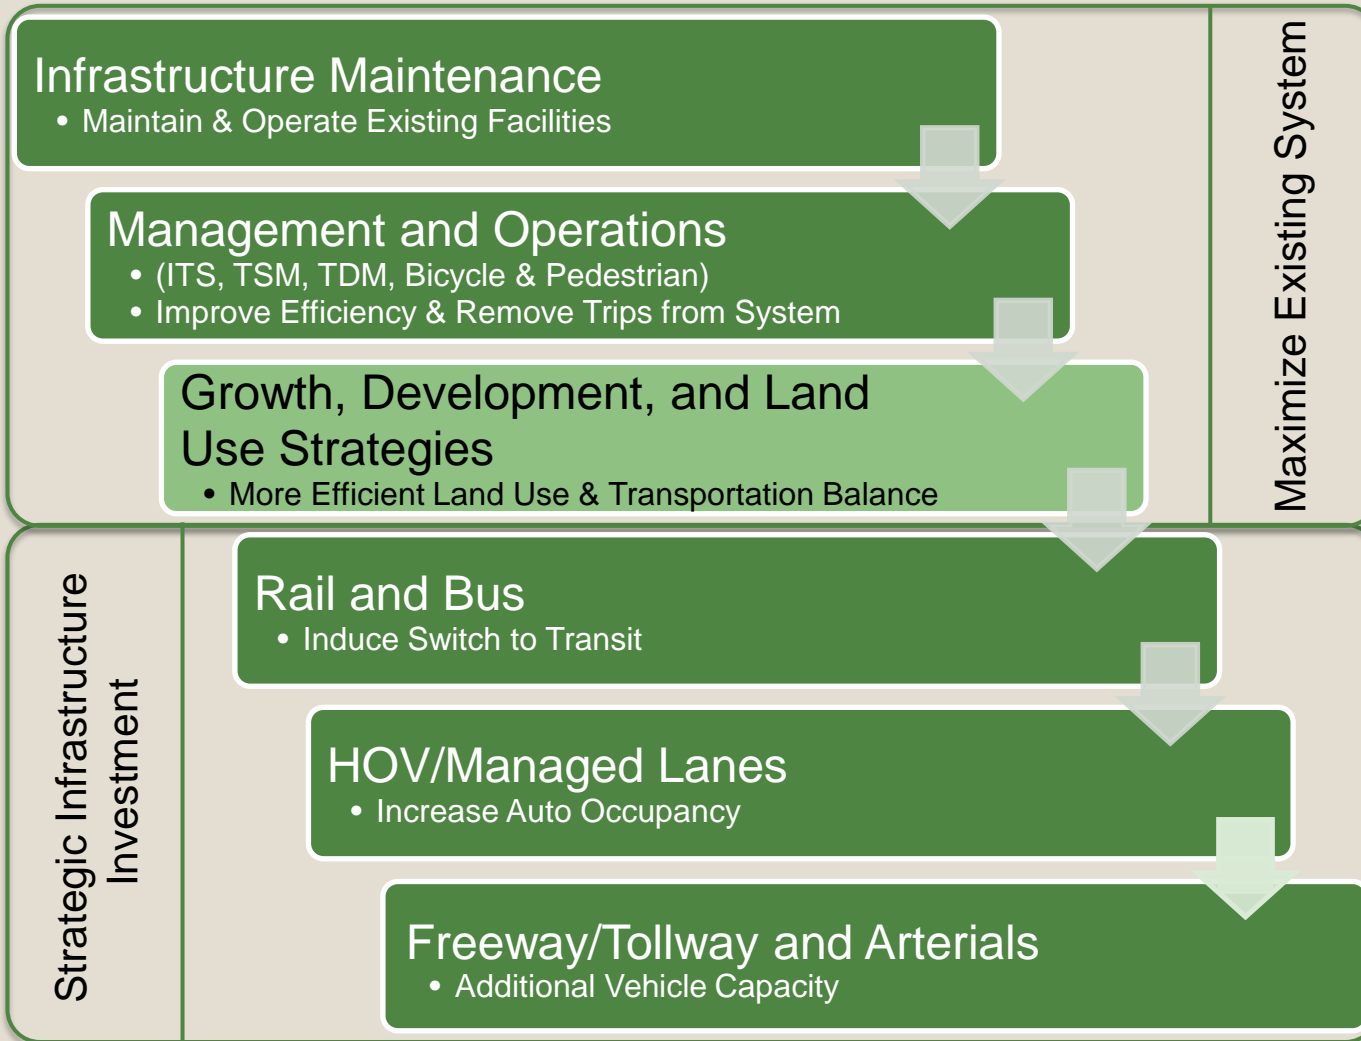 Infrastructure Maintenance
• Maintain & Operate Existing Facilities
Management and Operations
• (ITS, TSM, TDM, Bicycle & Pedestrian)
• Improve Efficiency & Remove Trips from System
Growth, Development, and Land
Use Strategies
• More Efficient Land Use & Transportation Balance
Maximize Existing System
Strategic Infrastructure
Investment
Rail and Bus
• Induce Switch to Transit
HOV/Managed Lanes
• Increase Auto Occupancy
Freeway/Tollway and Arterials
• Additional Vehicle Capacity